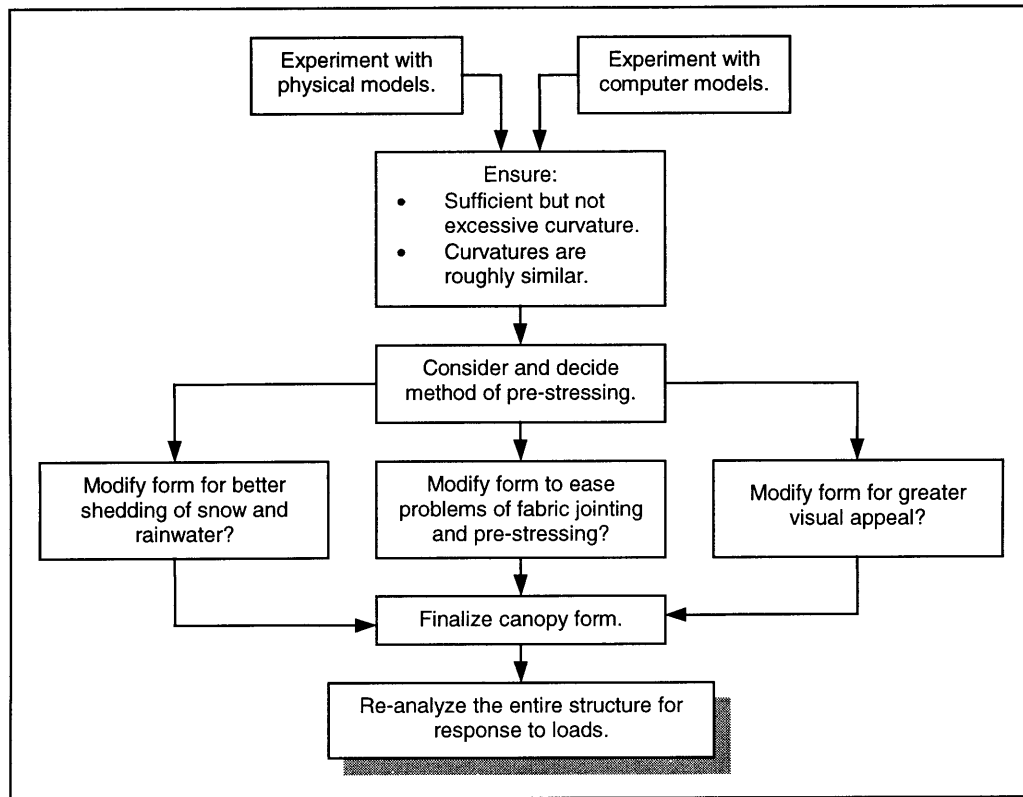 Experiment with
physical models.
Experiment with
computer models.
Ensure:
• Sufficient but not
excessive curvature.
• Curvatures are
roughly similar.
Consider and decide
method of pre-stressing.
Modify form for better
shedding of snow and
rainwater?
Modify form to ease
problems of fabric jointing
and pre-stressing?
Modify form for greater
visual appeal?
Finalize canopy form.
Re-analyze the entire structure for
response to loads.